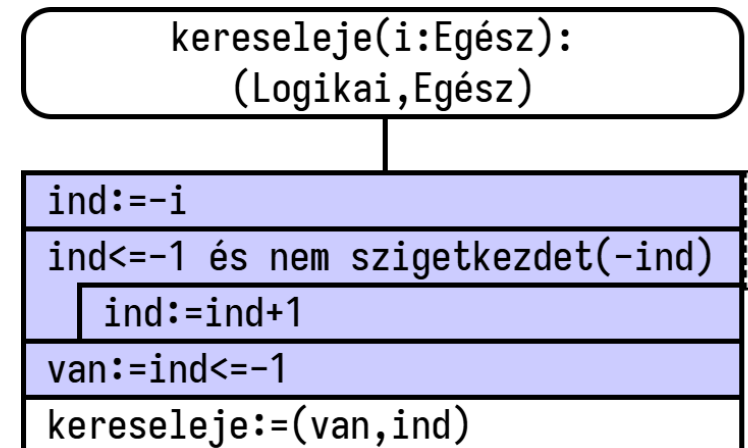 kereseleje(i:Egész):
(Logikai,Egész)
ind:=-i
ind<=-1 és nem szigetkezdet(-ind)
ind:=ind+1
van:=ind<=-1
kereseleje:=(van,ind)